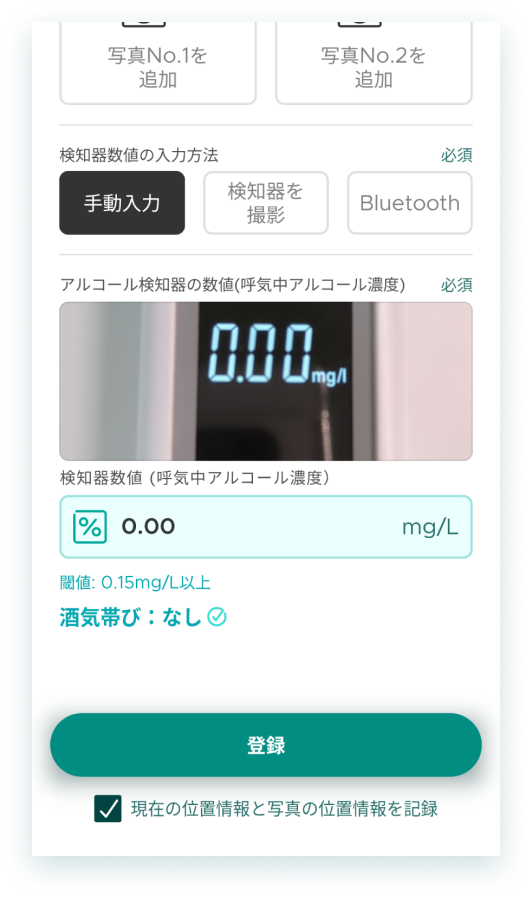 写真No.1を
追加
写真No.2を
追加
検知器数値の入力方法 必須
手動入力
検知器を
撮影
Bluetooth
アルコール検知器の数値(呼気中アルコール濃度) 必須
0.00mg/l
検知器数値 (呼気中アルコール濃度)
% 0.00 mg/L
閾値: 0.15mg/L以上
酒気帯び：なし
登録
現在の位置情報と写真の位置情報を記録